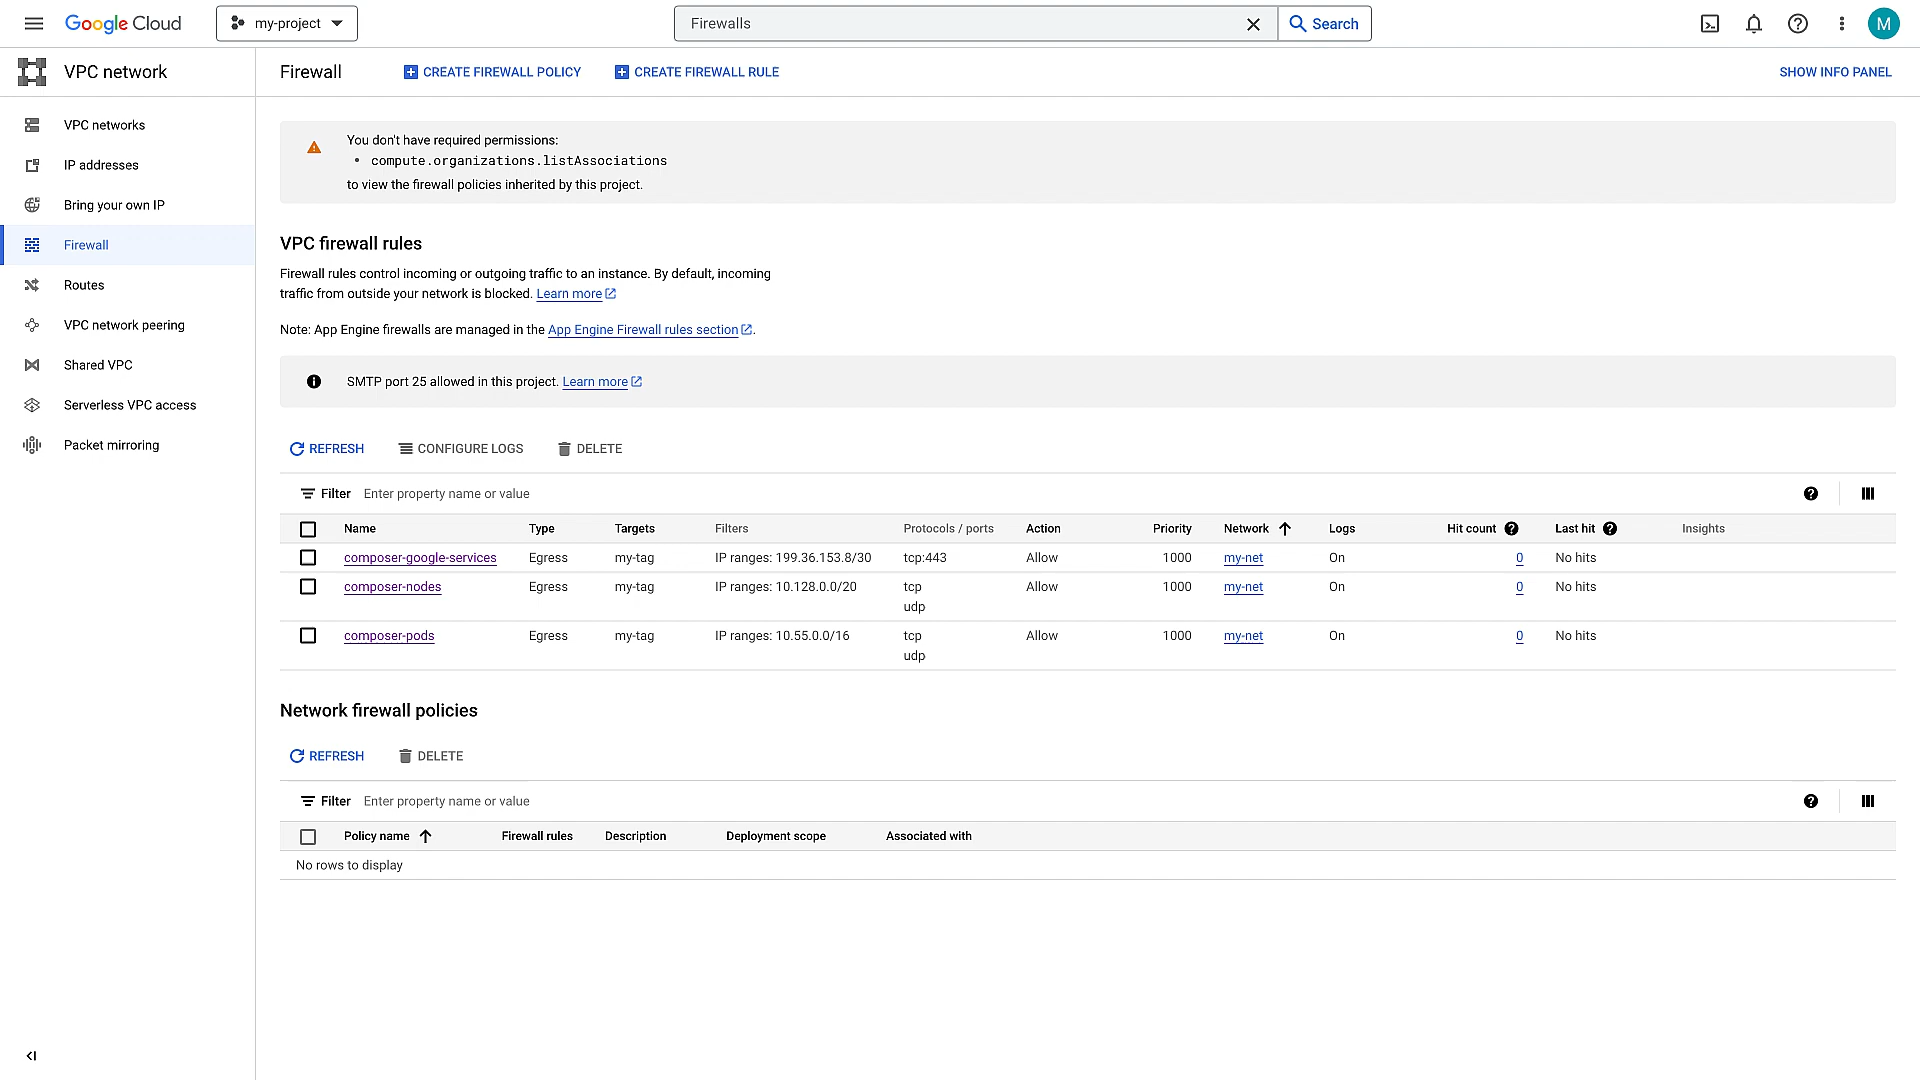 Google Cloud
my-project
Firewalls
Search
M
VPC network
Firewall
CREATE FIREWALL POLICY
CREATE FIREWALL RULE
SHOW INFO PANEL
VPC networks
IP addresses
Bring your own IP
Firewall
Routes
VPC network peering
Shared VPC
Serverless VPC access
Packet mirroring
You don't have required permissions:
• compute.organizations.listAssociations
to view the firewall policies inherited by this project.
VPC firewall rules
Firewall rules control incoming or outgoing traffic to an instance. By default, incoming
traffic from outside your network is blocked. Learn more
Note: App Engine firewalls are managed in the App Engine Firewall rules section.
SMTP port 25 allowed in this project. Learn more
REFRESH CONFIGURE LOGS DELETE
Filter Enter property name or value
Name Type Targets Filters Protocols / ports Action Priority Network Logs Hit count Last hit Insights
composer-google-services Egress my-tag IP ranges: 199.36.153.8/30 tcp:443 Allow 1000 my-net On 0 No hits
composer-nodes Egress my-tag IP ranges: 10.128.0.0/20 tcp Allow 1000 my-net On 0 No hits
udp
composer-pods Egress my-tag IP ranges: 10.55.0.0/16 tcp Allow 1000 my-net On 0 No hits
udp
Network firewall policies
REFRESH DELETE
Filter Enter property name or value
Policy name Firewall rules Description Deployment scope Associated with
No rows to display